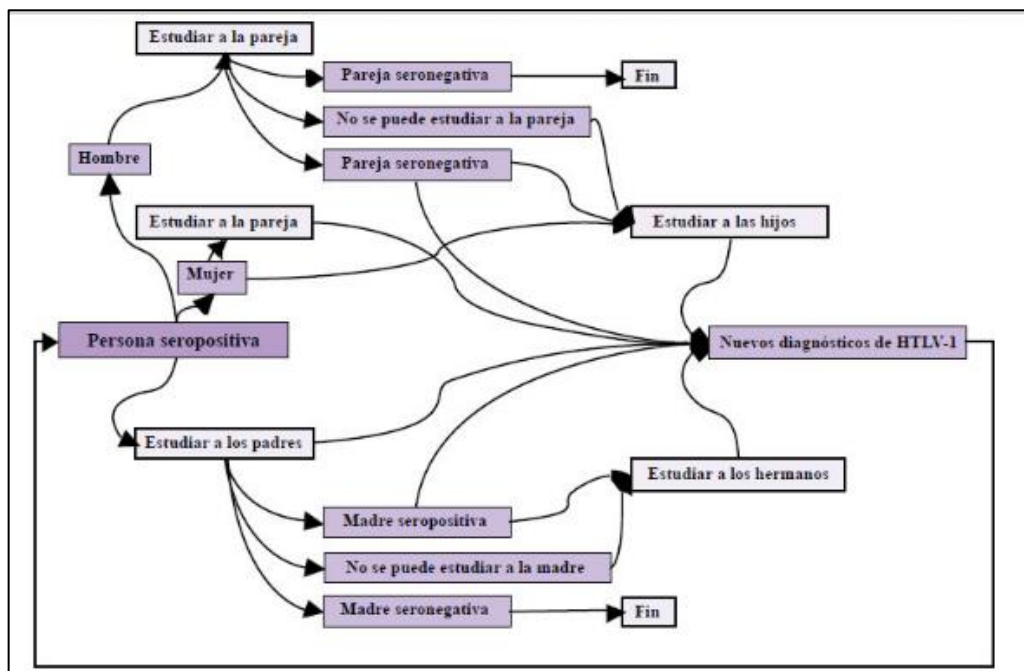 Estudiar a la pareja
Pareja seronegativa
Fin
No se puede estudiar a la pareja
Hombre
Pareja seronegativa
Estudiar a la pareja
Estudiar a las hijos
Mujer
Persona seropositiva
Nuevos diagnósticos de HTLV-1
Estudiar a los padres
Estudiar a los hermanos
Madre seropositiva
No se puede estudiar a la madre
Madre seronegativa
Fin